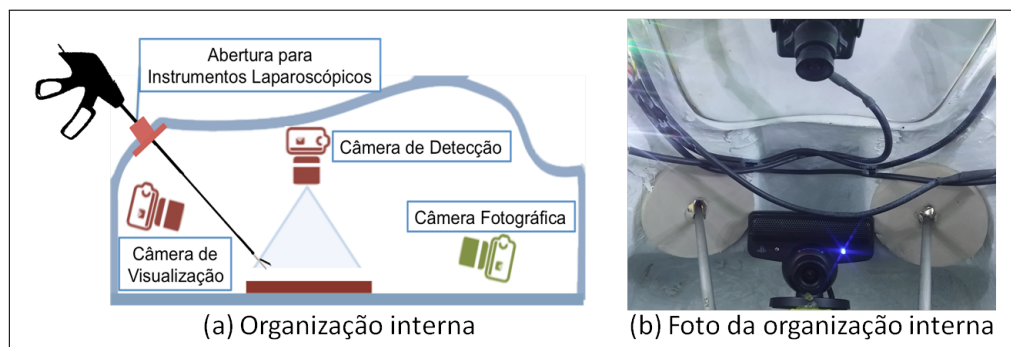 Abertura para
Instrumentos Laparoscópicos
Câmera de Detecção
Câmera Fotográfica
Câmera de
Visualização
(a) Organização interna
(b) Foto da organização interna